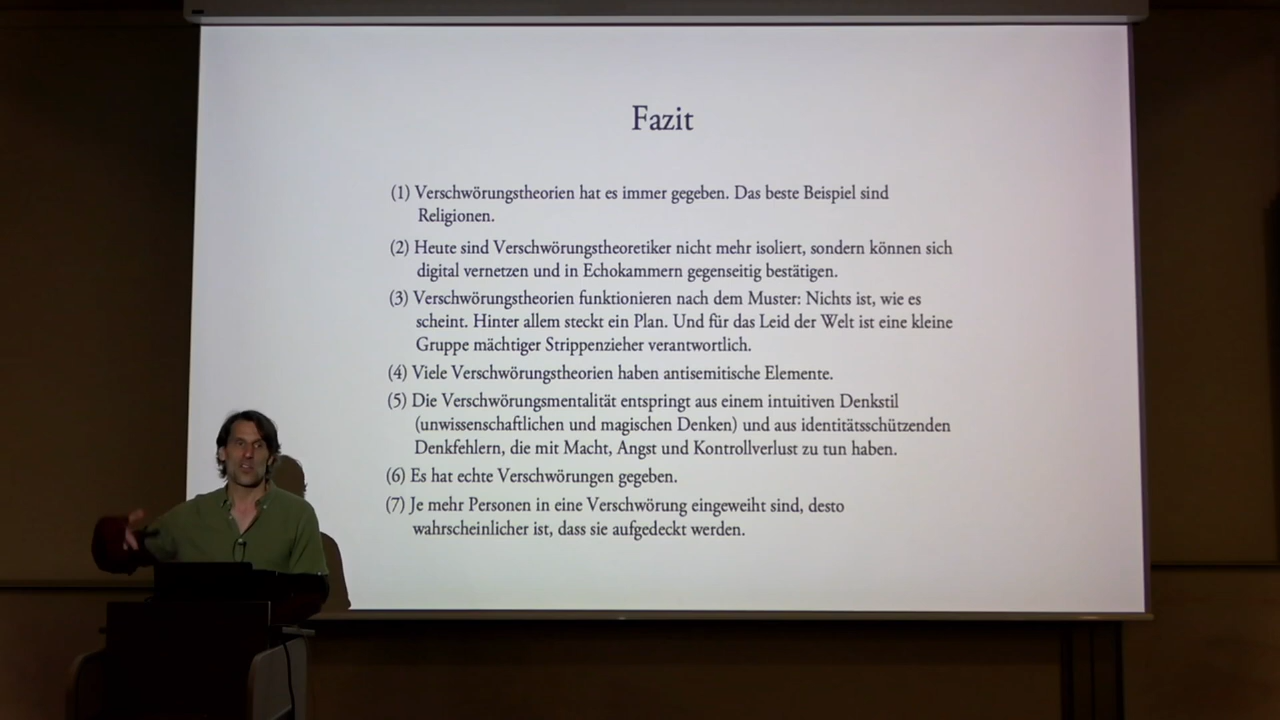 Fazit
(1) Verschwörungstheorien hat es immer gegeben. Das beste Beispiel sind
Religionen.
(2) Heute sind Verschwörungstheoretiker nicht mehr isoliert, sondern können sich
digital vernetzen und in Echokammern gegenseitig bestätigen.
(3) Verschwörungstheorien funktionieren nach dem Muster: Nichts ist, wie es
scheint. Hinter allem steckt ein Plan. Und für das Leid der Welt ist eine kleine
Gruppe mächtiger Strippenzieher verantwortlich.
(4) Viele Verschwörungstheorien haben antisemitische Elemente.
(5) Die Verschwörungsmentalität entspringt aus einem intuitiven Denkstil
(unwissenschaftlichen und magischen Denken) und aus identitätsschützenden
Denkfehlern, die mit Macht, Angst und Kontrollverlust zu tun haben.
(6) Es hat echte Verschwörungen gegeben.
(7) Je mehr Personen in eine Verschwörung eingeweiht sind, desto
wahrscheinlicher ist, dass sie aufgedeckt werden.